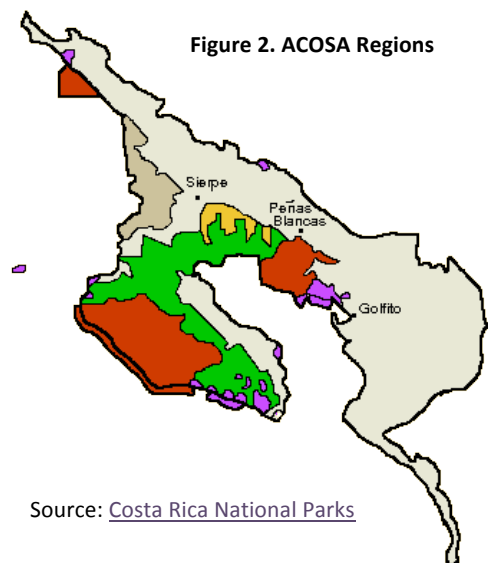 Figure 2. ACOSA Regions
Sierpe
Peñas
Blancas
Golfito
Source: Costa Rica National Parks